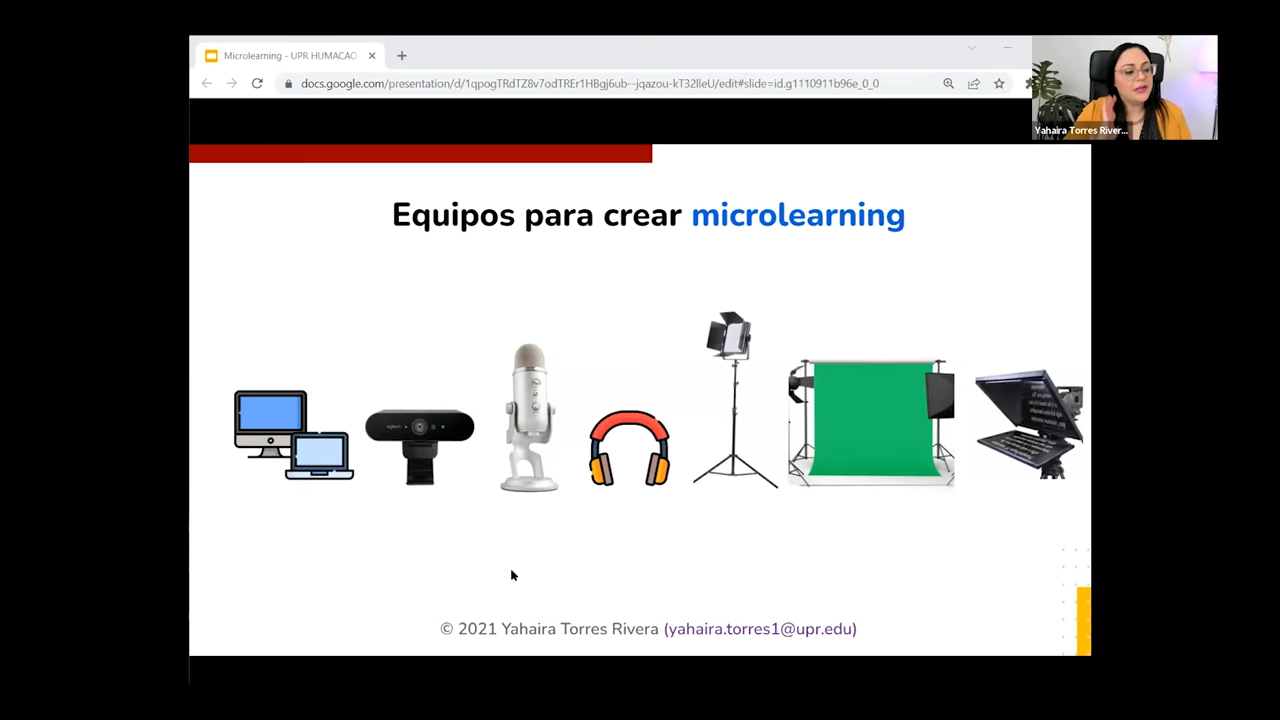 Microlearning - UPR HUMACAO
docs.google.com/presentation/d/1qpogTRdTZ8v7odTREr1HBgj6ub--jqazou-kT32lleU/edit#slide=id.g1110911b96e_0_0
Yahaira Torres River...
Equipos para crear microlearning
© 2021 Yahaira Torres Rivera (yahaira.torres1@upr.edu)